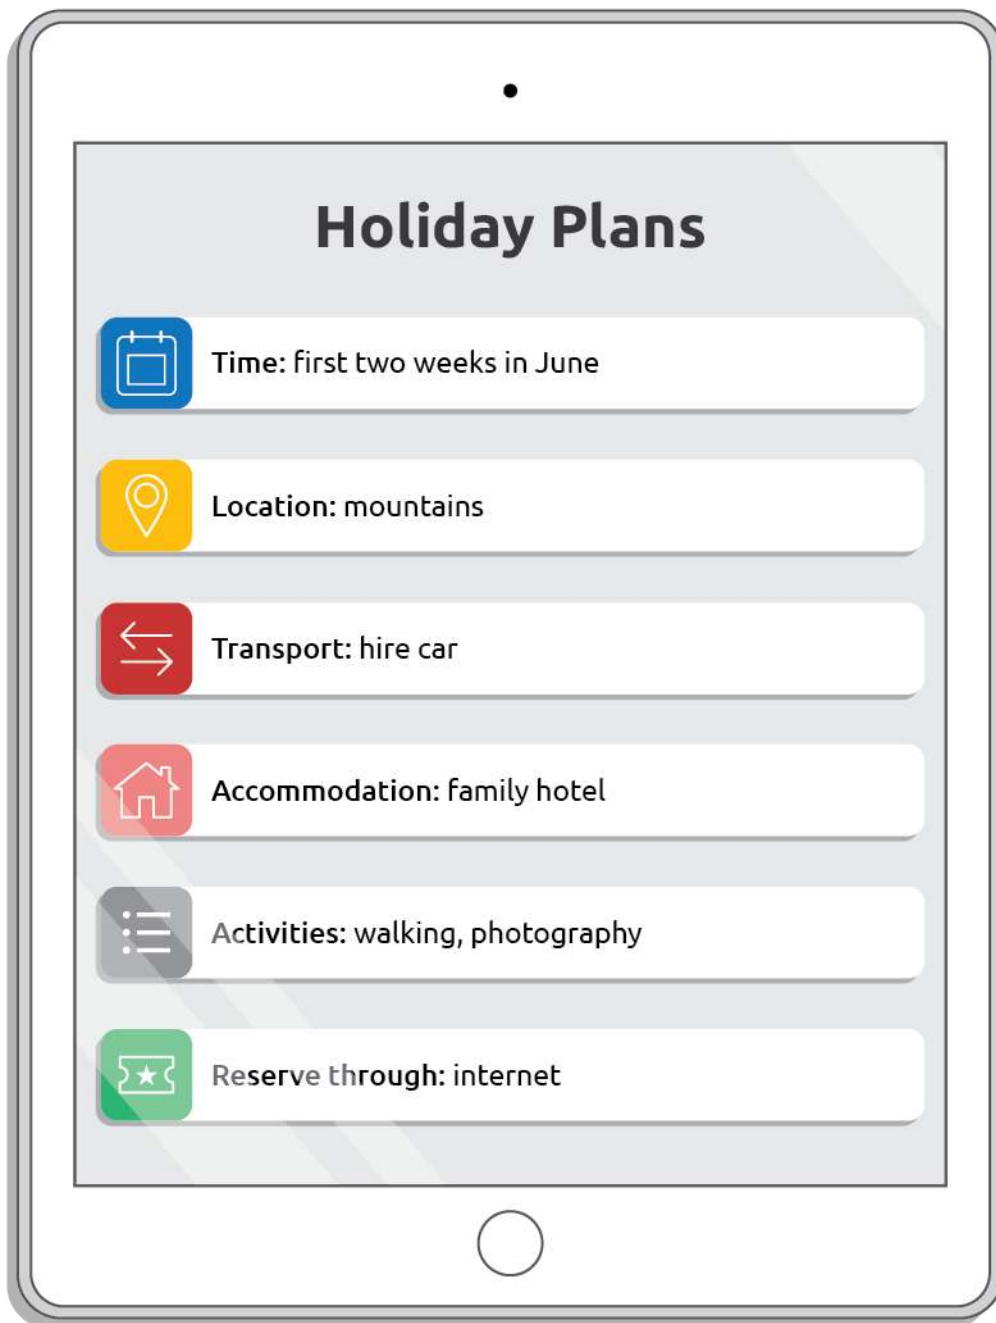 Holiday Plans
Time: first two weeks in June
Location: mountains
Transport: hire car
Accommodation: family hotel
Activities: walking, photography
Reserve through: internet